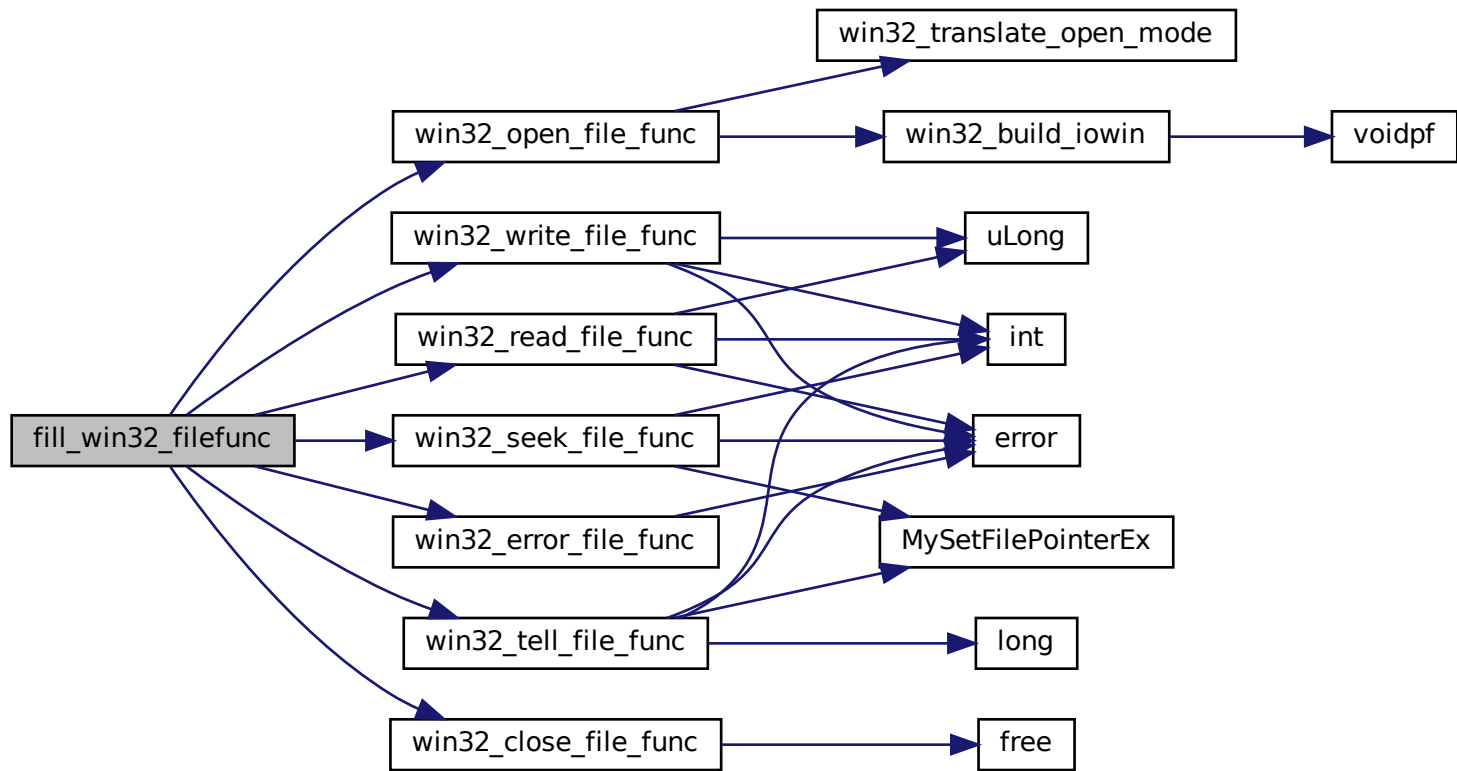 win32_translate_open_mode
win32_open_file_func
win32_build_iowin
voidpf
win32_write_file_func
uLong
win32_read_file_func
int
fill_win32_filefunc
win32_seek_file_func
error
win32_error_file_func
MySetFilePointerEx
win32_tell_file_func
long
win32_close_file_func
free